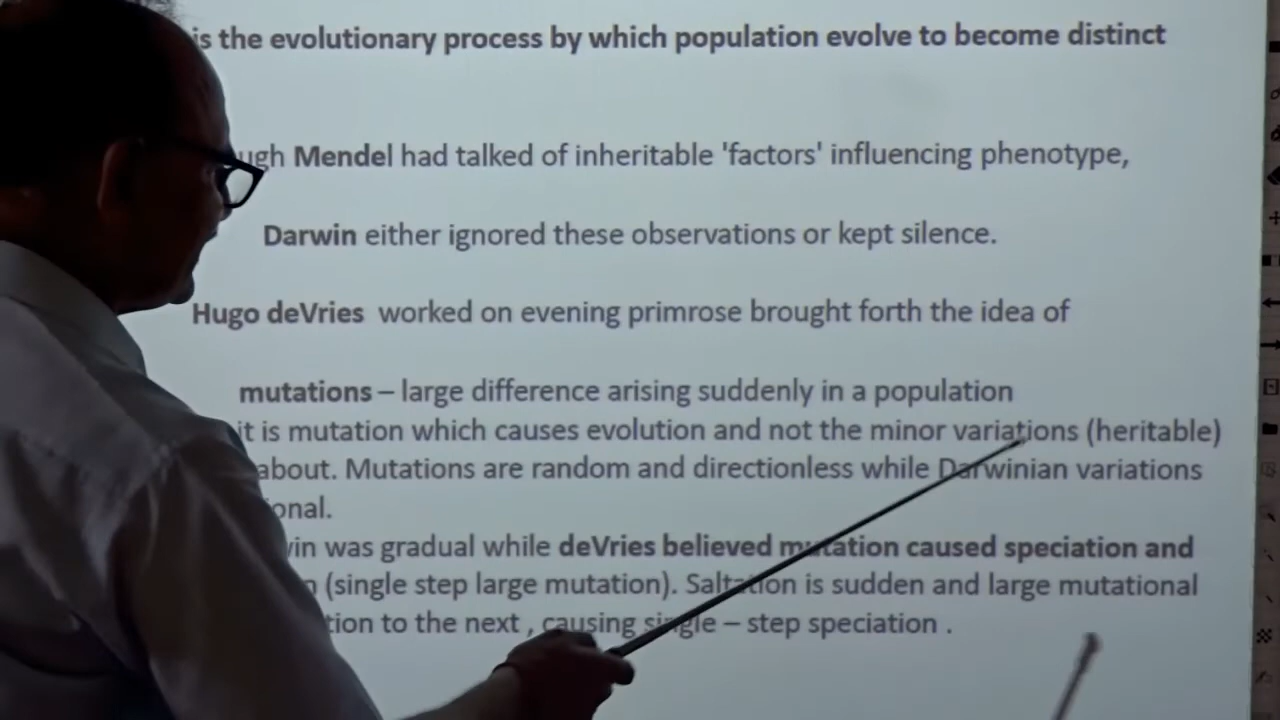 is the evolutionary process by which population evolve to become distinct
Mendel had talked of inheritable 'factors' influencing phenotype,
Darwin either ignored these observations or kept silence.
Hugo deVries worked on evening primrose brought forth the idea of
mutations – large difference arising suddenly in a population
it is mutation which causes evolution and not the minor variations (heritable)
about. Mutations are random and directionless while Darwinian variations
was gradual while deVries believed mutation caused speciation and
(single step large mutation). Saltation is sudden and large mutational
to the next , causing single – step speciation .